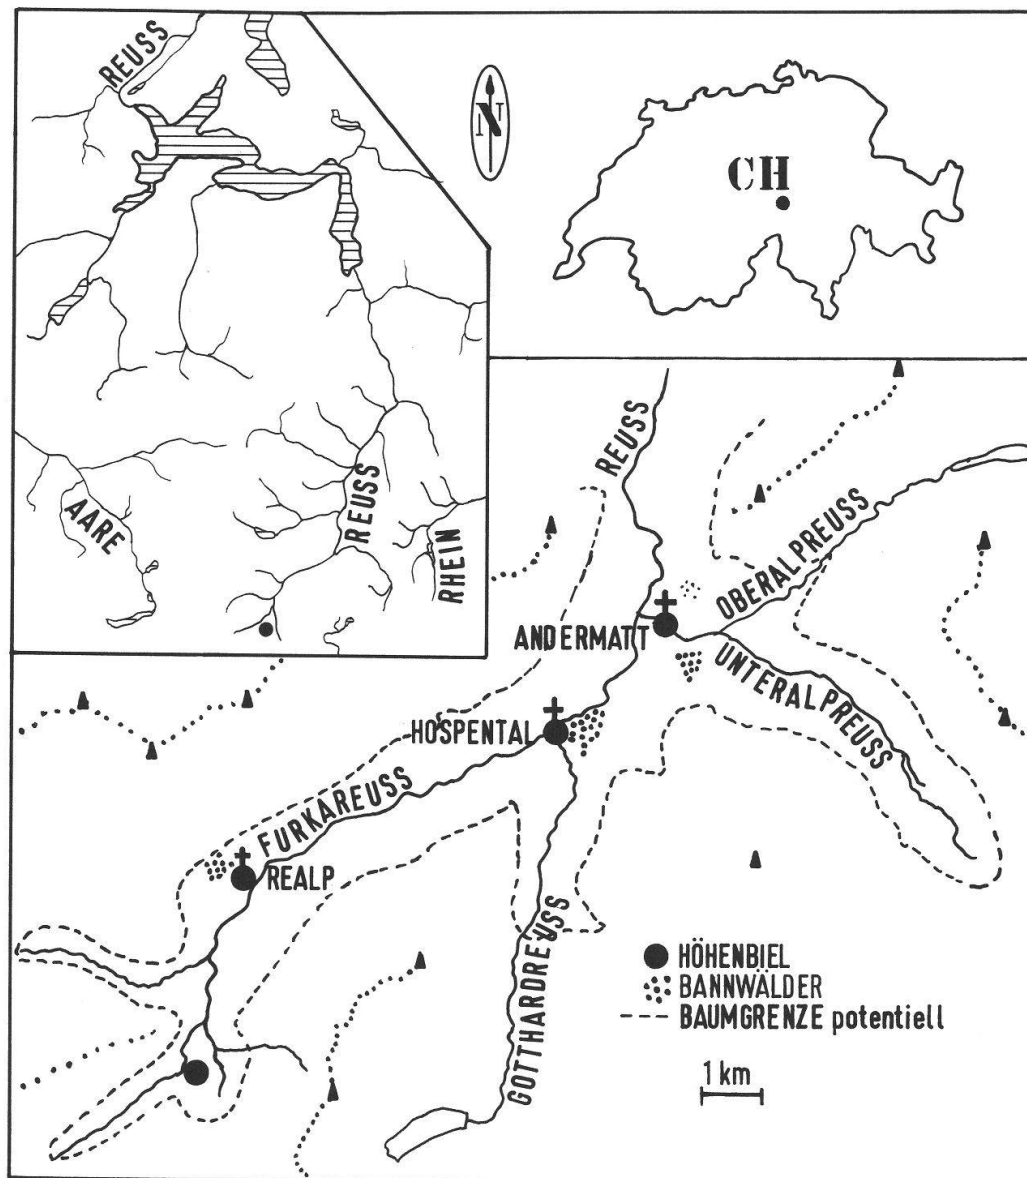 REUSS
N
CH
AARE
REUSS
RHEIN
REUSS
OBERALPREUSS
ANDERMATT
UNTERALPREUSS
HOSPENTAL
FURKAREUSS
REALP
GOTTHARDREUSS
HÖHENBIEL
BANNWÄLDER
BAUMGRENZE potentiell
1 km